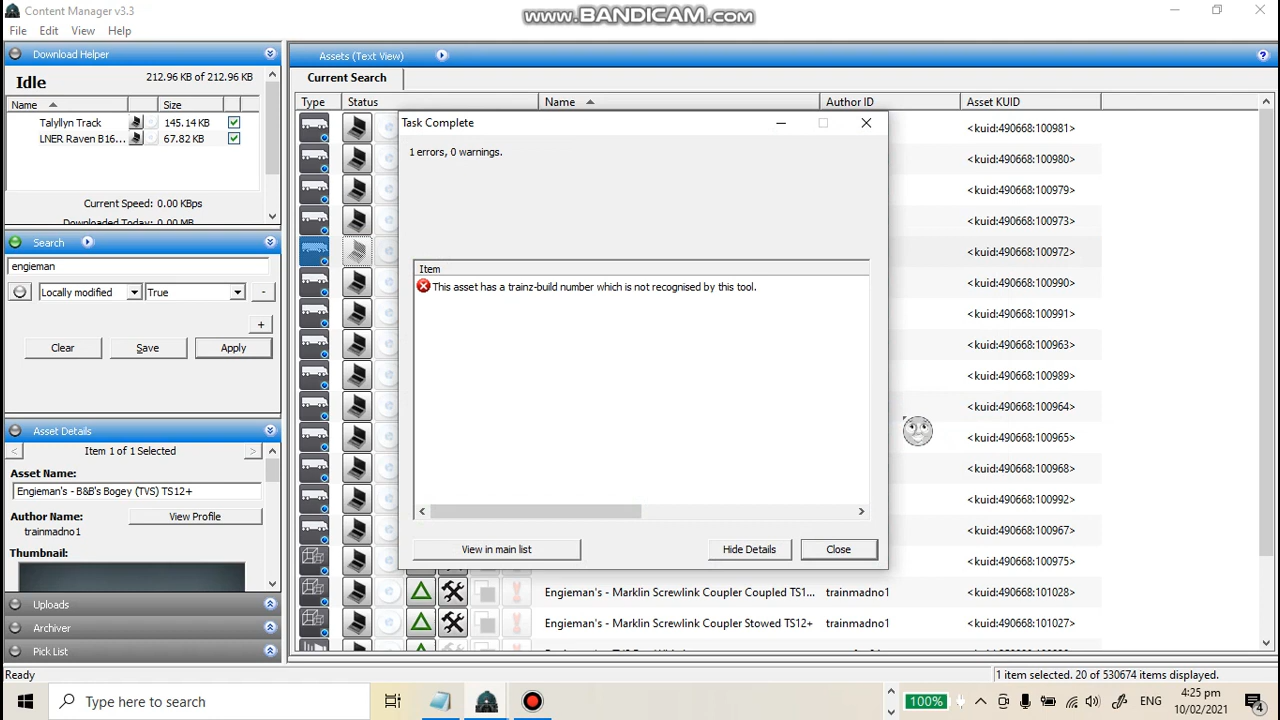 Content Manager v3.3
www.BANDICAM.com
File Edit View Help
Download Helper
Idle
212.96 KB of 212.96 KB
Name Size
Talyllyn Track 145.14 KB
LNER Raven B16... 67.82 KB
Current Speed: 0.00 KBps
Downloaded Today: 0.00 MB
Search
engieman
Locally modified True -
+
Clear Save Apply
Asset Details
< Item 1 of 1 Selected >
Asset Name:
Engieman's - B&B's Bogey (TVS) TS12+
Author Name: View Profile
trainmadno1
Thumbnail:
Uploads
Archiver
Pick List
Assets (Text View)
Current Search
Type Status Name Author ID Asset KUID
<kuid:490668:100981>
<kuid:490668:100980>
<kuid:490668:100979>
<kuid:490668:100973>
<kuid:490668:100972>
<kuid:490668:100990>
<kuid:490668:100991>
<kuid:490668:100963>
<kuid:490668:100989>
<kuid:490668:100964>
<kuid:490668:100965>
<kuid:490668:100968>
<kuid:490668:100992>
<kuid:490668:100967>
<kuid:490668:100975>
Engieman's - Marklin Screwlink Coupler Coupled TS1... trainmadno1 <kuid:490668:101028>
Engieman's - Marklin Screwlink Coupler Stowed TS12+ trainmadno1 <kuid:490668:101027>
Task Complete
1 errors, 0 warnings.
Item
This asset has a trainz-build number which is not recognised by this tool.
View in main list Hide Details Close
Ready
1 item selected. 20 of 530674 items displayed.
Type here to search
100%
ENG
4:25 pm
10/02/2021
4